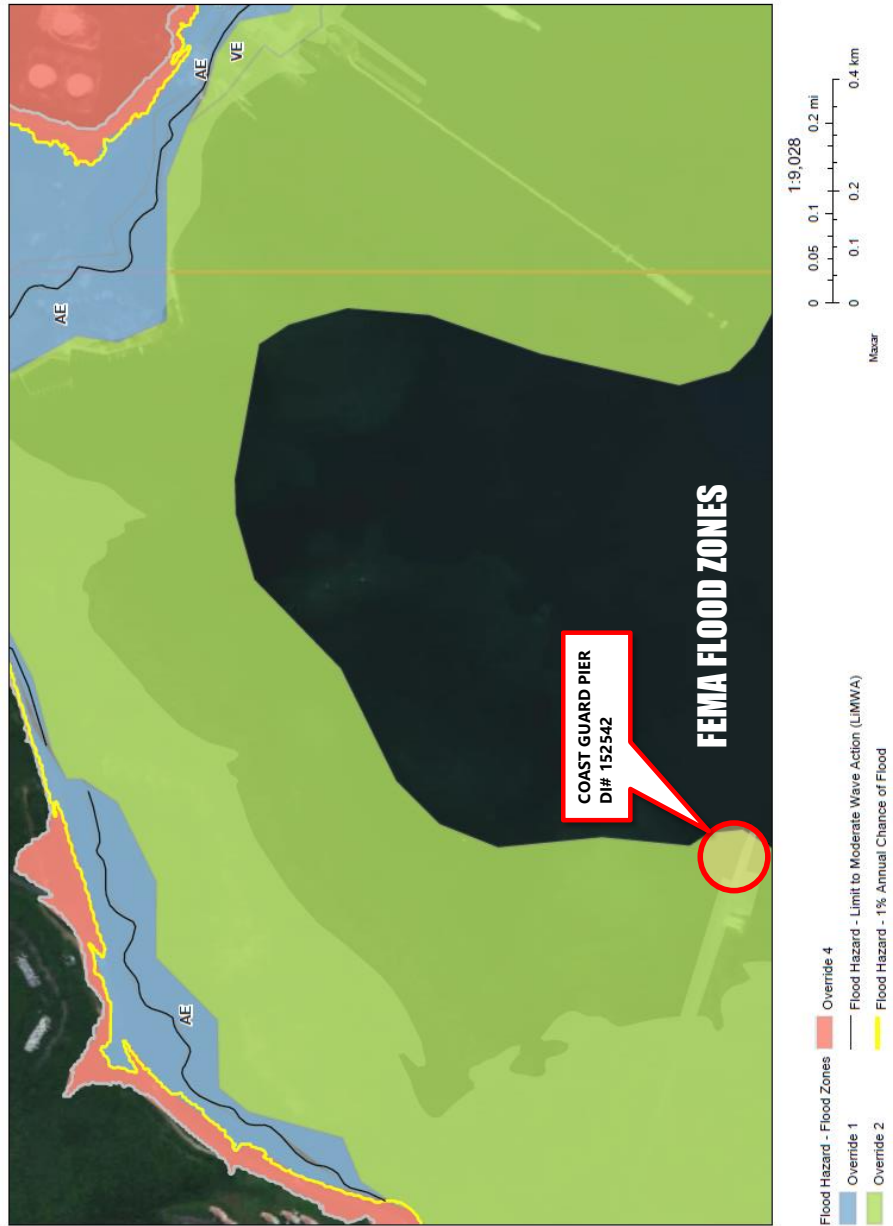 AE
VE
AE
AE
COAST GUARD PIER
DI# 152542
FEMA FLOOD ZONES
Flood Hazard - Flood Zones
Override 1
Override 2
Override 4
Flood Hazard - Limit to Moderate Wave Action (LiMWA)
Flood Hazard - 1% Annual Chance of Flood
1:9,028
0 0.05 0.1 0.2 mi
0 0.1 0.2 0.4 km
Maxar